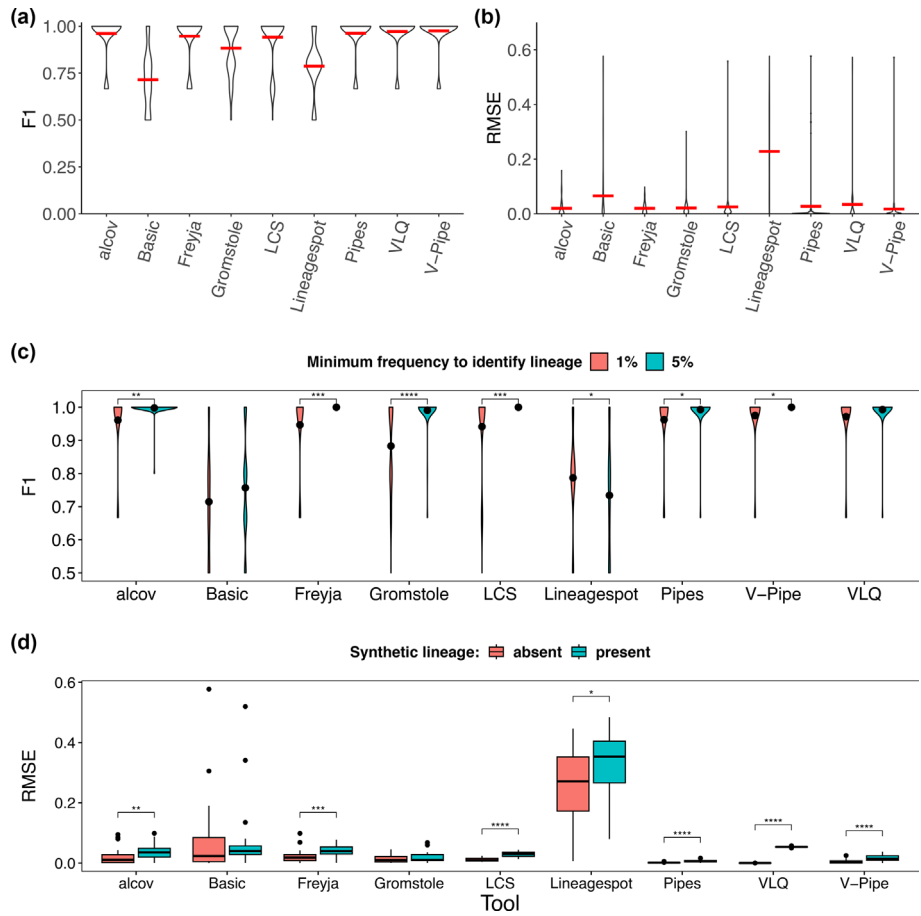 (a)
F1
1.00
0.75
0.50
0.25
0.00
alcov
Basic
Freyja
Gromstole
LCS
Lineagespot
Pipes
VLQ
V−Pipe
(b)
RMSE
0.6
0.4
0.2
0.0
alcov
Basic
Freyja
Gromstole
LCS
Lineagespot
Pipes
VLQ
V−Pipe
(c)
Minimum frequency to identify lineage 1% 5%
F1
1.0
0.9
0.8
0.7
0.6
0.5
** *** **** *** * * *
alcov Basic Freyja Gromstole LCS Lineagespot Pipes V−Pipe VLQ
(d)
Synthetic lineage: absent present
RMSE
0.6
0.4
0.2
0.0
** *** **** * **** **** ****
alcov Basic Freyja Gromstole LCS Lineagespot Pipes VLQ V−Pipe
Tool